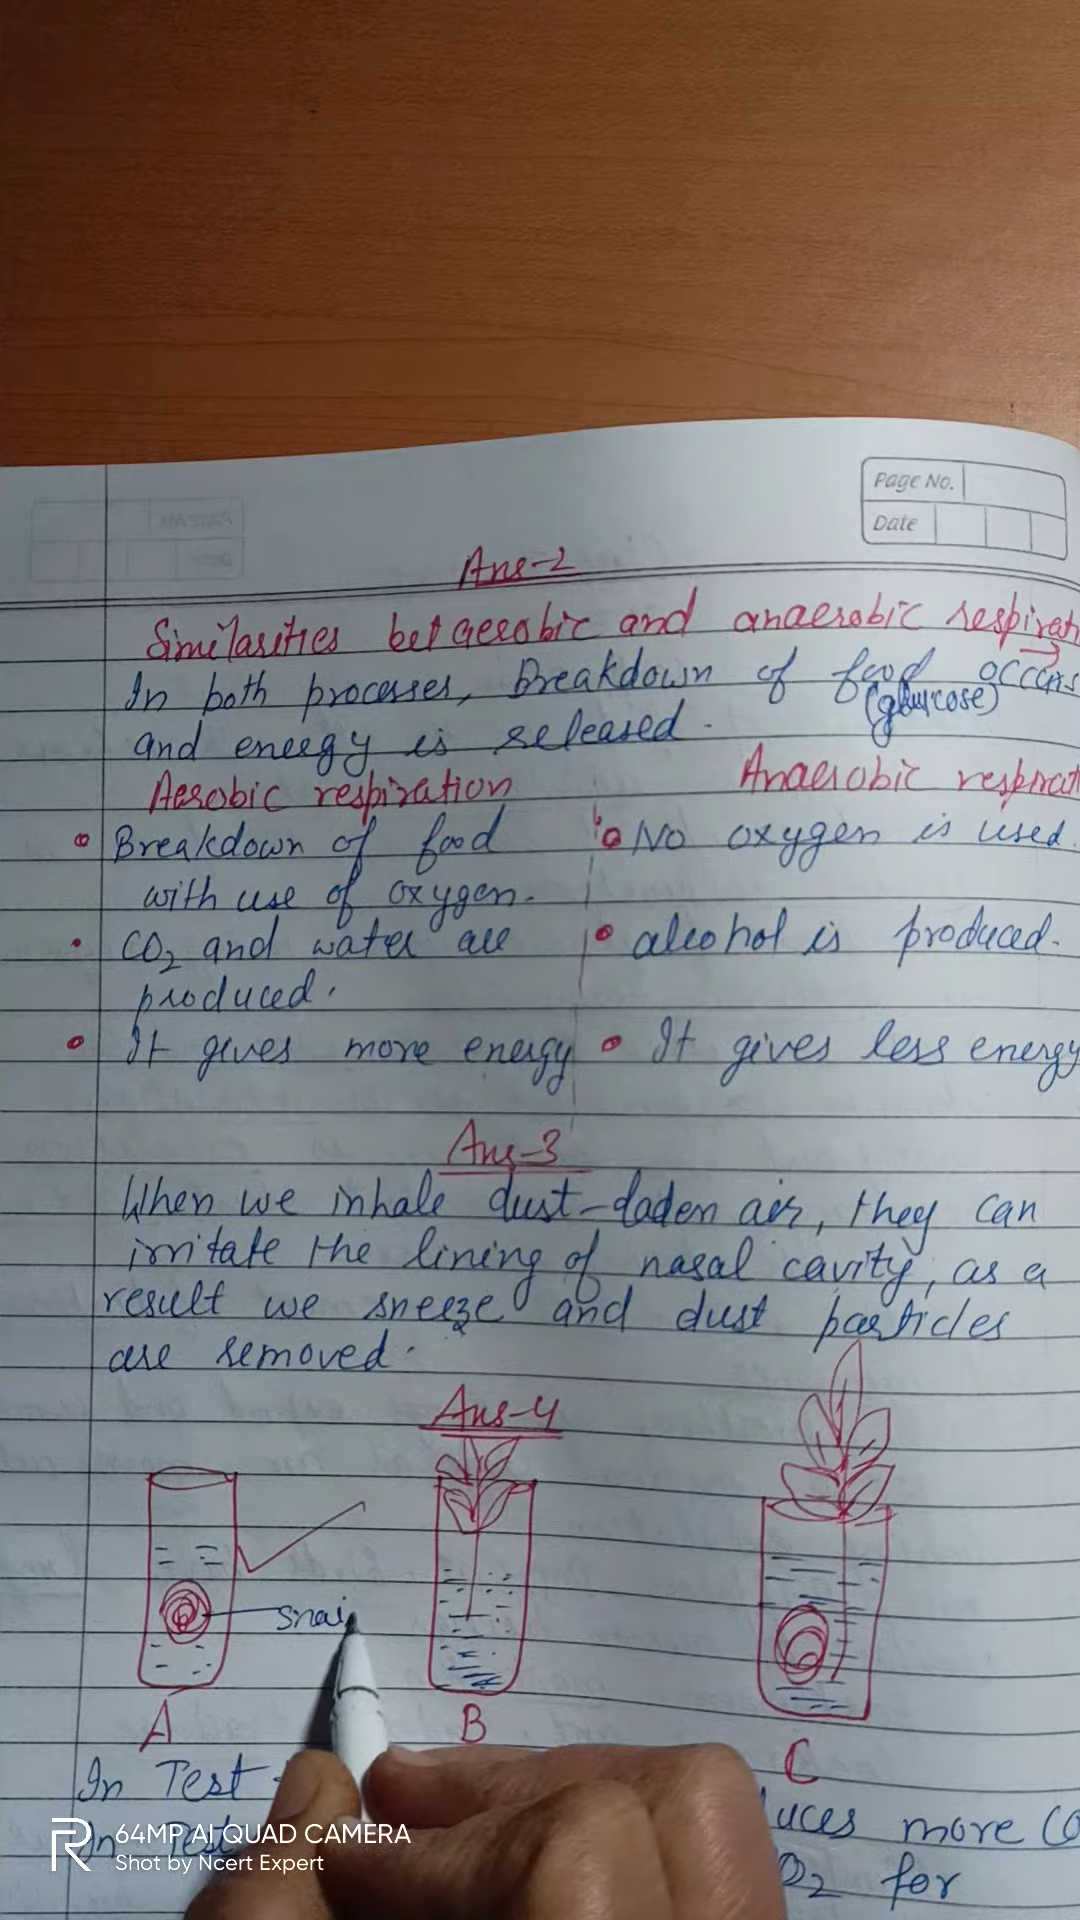 Page No.
Date
Ans-2
Similarities bet aerobic and anaerobic respirat
In both processes, Breakdown of food occurs
(glucose)
and energy is released.
Aerobic respiration Anaerobic respirat
Breakdown of food No oxygen is used.
with use of oxygen.
CO2 and water are alcohol is produced.
produced.
It gives more energy It gives less energy
Ans-3
When we inhale dust-laden air, they can
irritate the lining of nasal cavity, as a
result we sneeze and dust particles
are removed.
Ans-4
Snai
A B C
In Test
In Test uces more CO
O2 for
64MP AI QUAD CAMERA
Shot by Ncert Expert